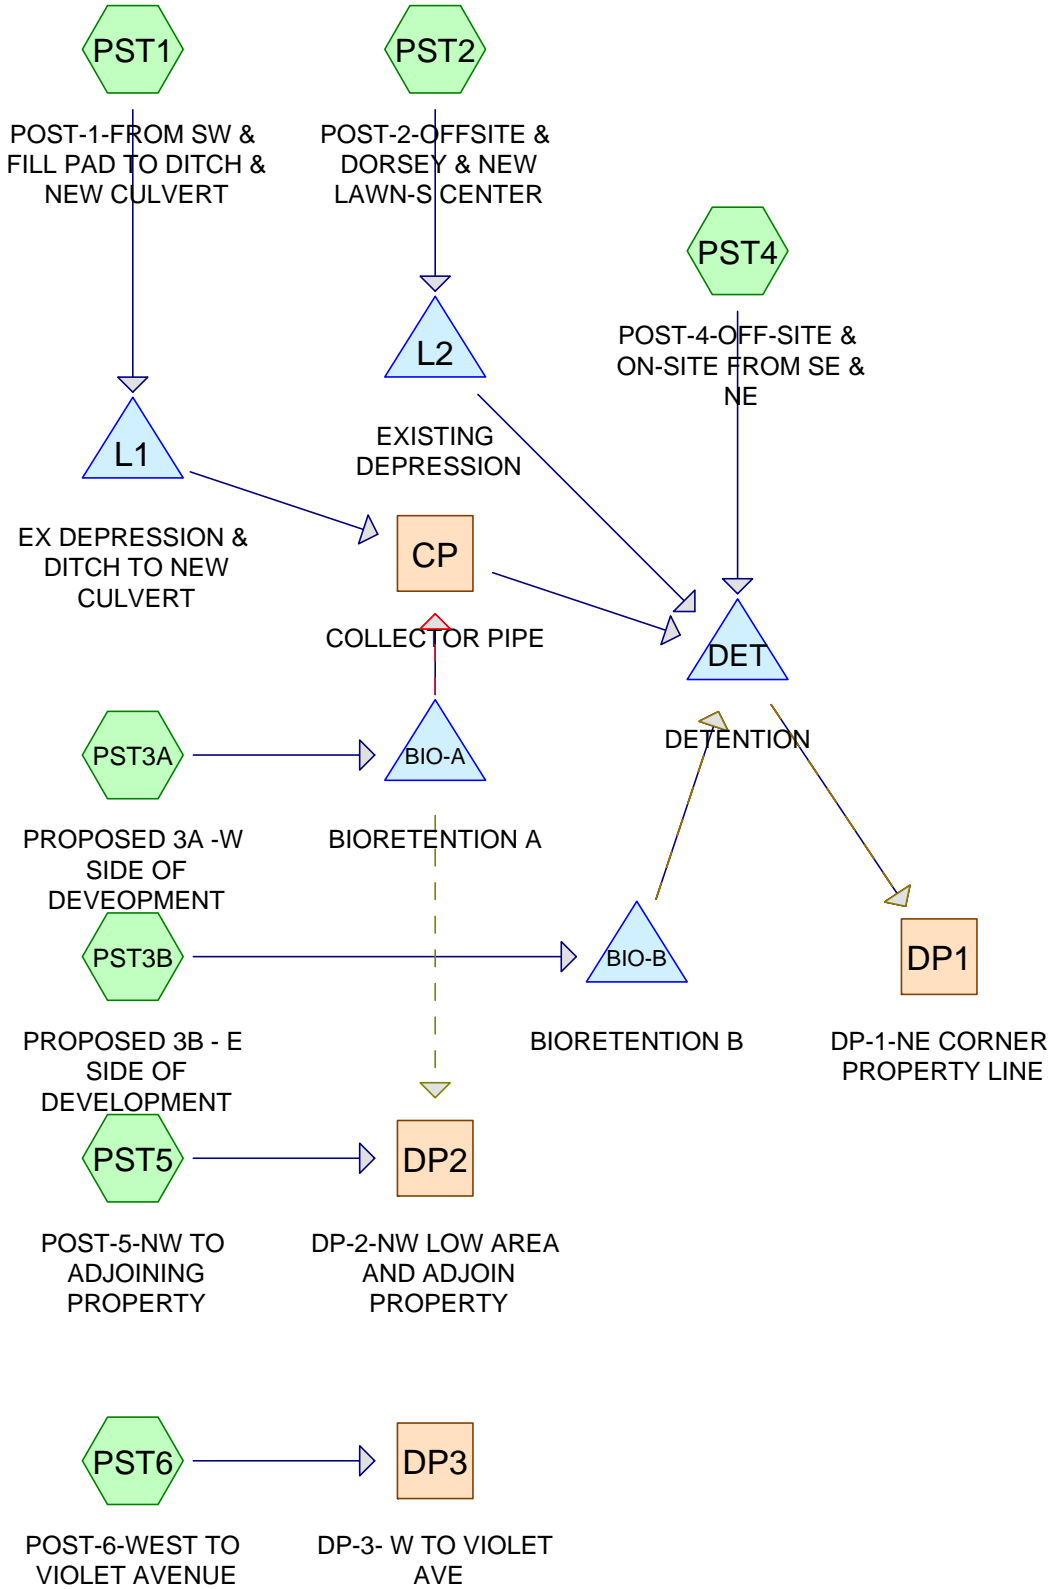 PST1
POST-1-FROM SW &
FILL PAD TO DITCH &
NEW CULVERT
PST2
POST-2-OFFSITE &
DORSEY & NEW
LAWN-S CENTER
PST4
POST-4-OFF-SITE &
ON-SITE FROM SE &
NE
L2
EXISTING
DEPRESSION
L1
EX DEPRESSION &
DITCH TO NEW
CULVERT
CP
COLLECTOR PIPE
DET
DETENTION
PST3A
PROPOSED 3A -W
SIDE OF
DEVEOPMENT
BIO-A
BIORETENTION A
PST3B
PROPOSED 3B - E
SIDE OF
DEVELOPMENT
BIO-B
BIORETENTION B
DP1
DP-1-NE CORNER
PROPERTY LINE
PST5
POST-5-NW TO
ADJOINING
PROPERTY
DP2
DP-2-NW LOW AREA
AND ADJOIN
PROPERTY
PST6
POST-6-WEST TO
VIOLET AVENUE
DP3
DP-3- W TO VIOLET
AVE